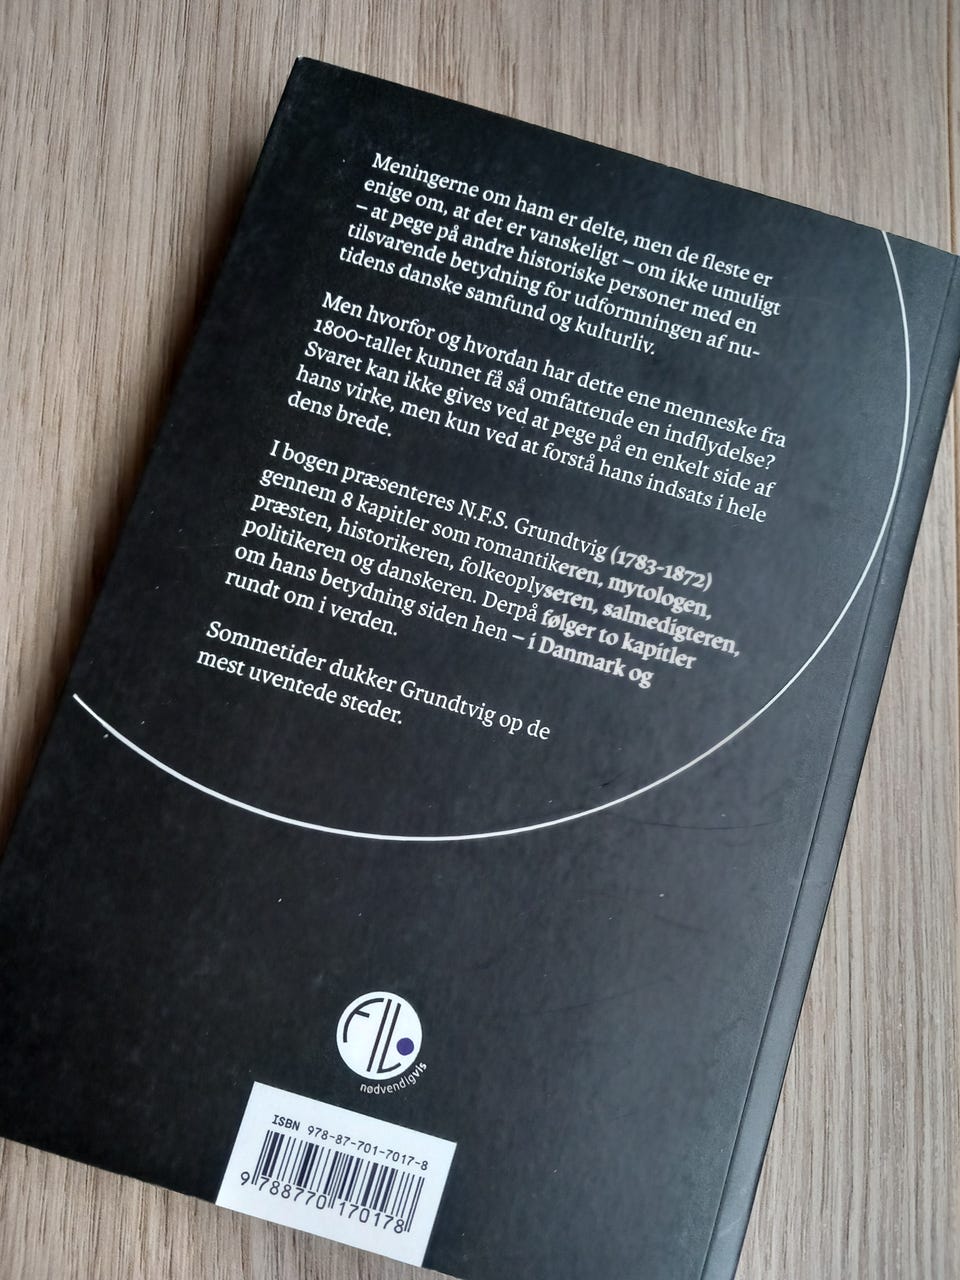 Meningerne om ham er delte, men de fleste er
enige om, at det er vanskeligt – om ikke umuligt
– at pege på andre historiske personer med en
tilsvarende betydning for udformningen af nu-
tidens danske samfund og kulturliv.
Men hvorfor og hvordan har dette ene menneske fra
1800-tallet kunnet få så omfattende en indflydelse?
Svaret kan ikke gives ved at pege på en enkelt side af
hans virke, men kun ved at forstå hans indsats i hele
dens brede.
I bogen præsenteres N.F.S. Grundtvig (1783-1872)
gennem 8 kapitler som romantikeren, mytologen,
præsten, historikeren, folkeoplyseren, salmedigteren,
politikeren og danskeren. Derpå følger to kapitler
om hans betydning siden hen – i Danmark og
rundt om i verden.
Sommetider dukker Grundtvig op de
mest uventede steder.
FILO
nødvendigvis
ISBN 978-87-701-7017-8
9 788770 170178